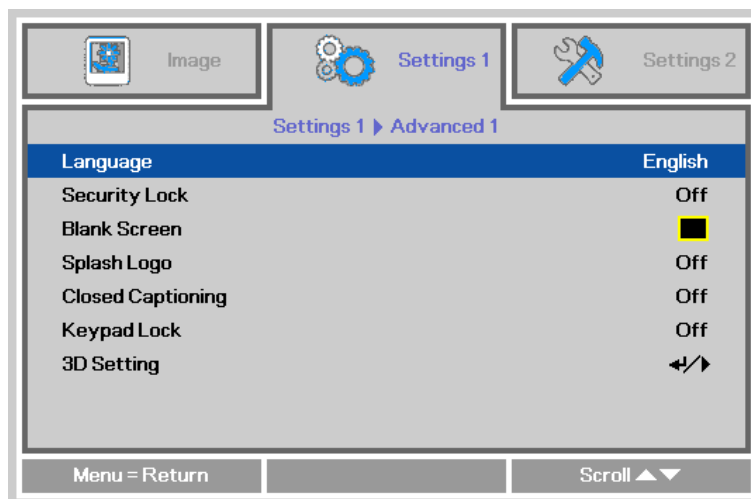 Image Settings 1 Settings 2
Settings 1 Advanced 1
Language English
Security Lock Off
Blank Screen
Splash Logo Off
Closed Captioning Off
Keypad Lock Off
3D Setting /
Menu = Return Scroll